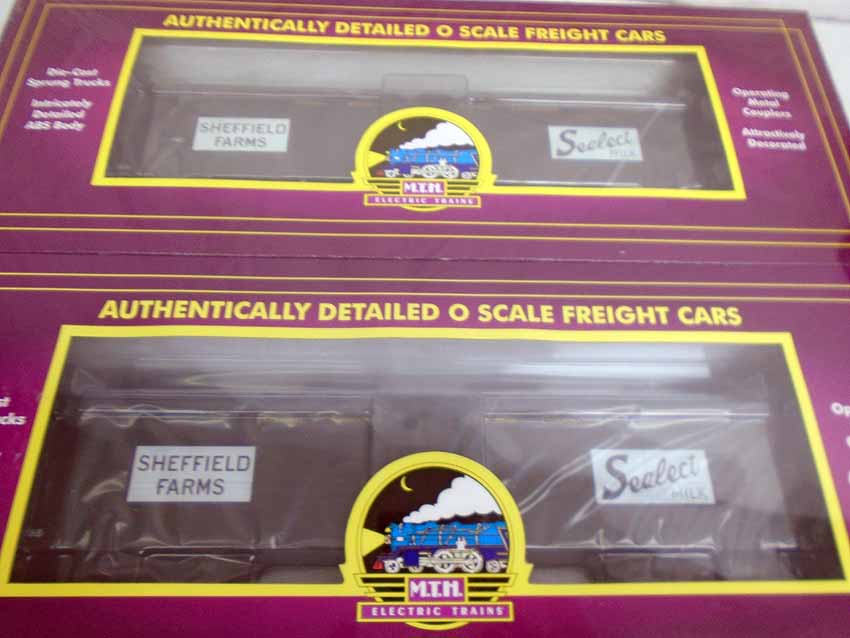 AUTHENTICALLY DETAILED O SCALE FREIGHT CARS
Die-Cast
Sprung Trucks
Intricately
Detailed
ABS Body
SHEFFIELD
FARMS
Sealect
MILK
Operating
Metal
Couplers
Attractively
Decorated
M.T.H.
ELECTRIC TRAINS
AUTHENTICALLY DETAILED O SCALE FREIGHT CARS
SHEFFIELD
FARMS
Sealect
MILK
M.T.H.
ELECTRIC TRAINS